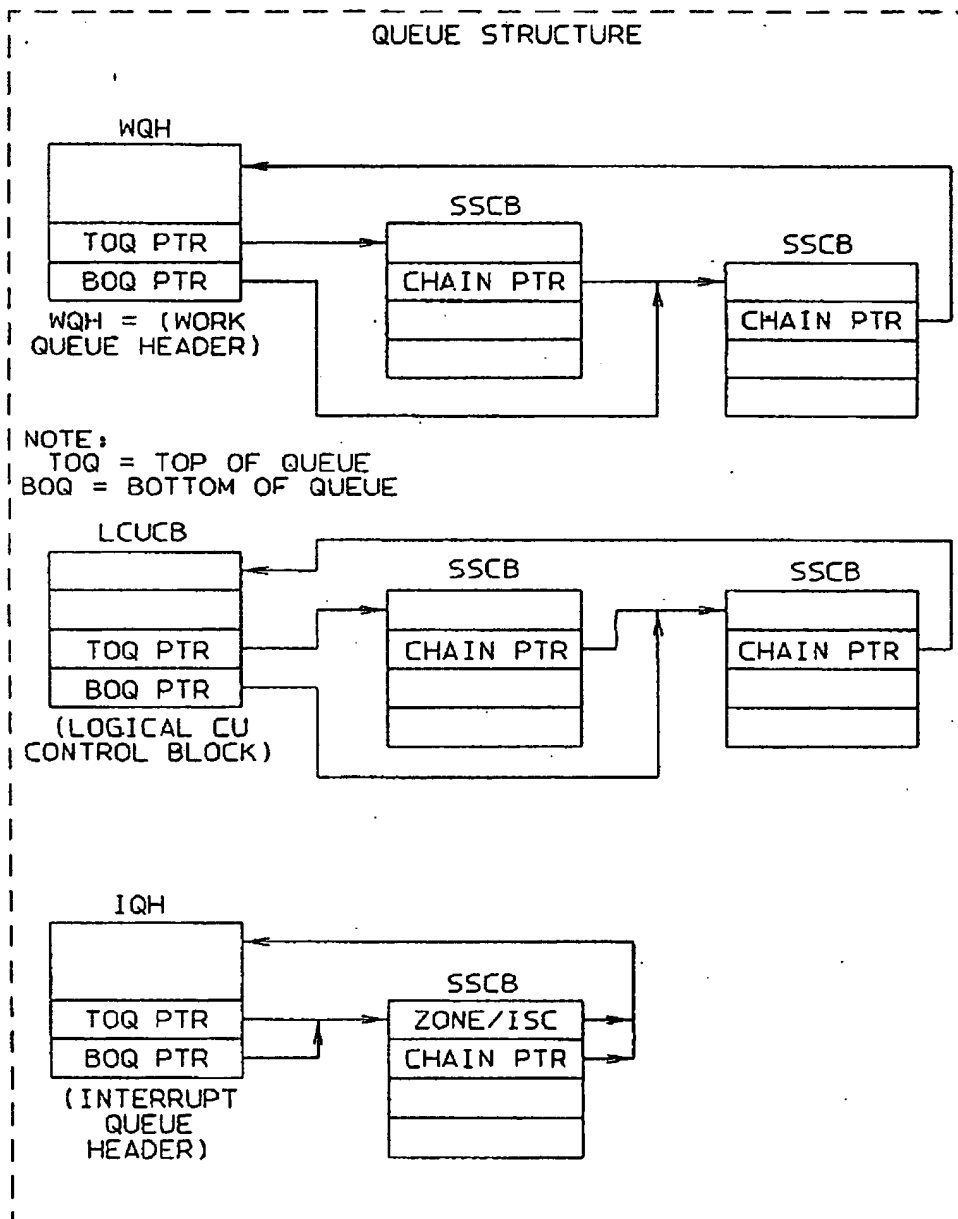 QUEUE STRUCTURE
WQH
TOQ PTR
BOQ PTR
WQH = (WORK
QUEUE HEADER)
SSCB
CHAIN PTR
SSCB
CHAIN PTR
NOTE:
TOQ = TOP OF QUEUE
BOQ = BOTTOM OF QUEUE
LCUCB
TOQ PTR
BOQ PTR
(LOGICAL CU
CONTROL BLOCK)
SSCB
CHAIN PTR
SSCB
CHAIN PTR
IQH
TOQ PTR
BOQ PTR
(INTERRUPT
QUEUE
HEADER)
SSCB
ZONE/ISC
CHAIN PTR